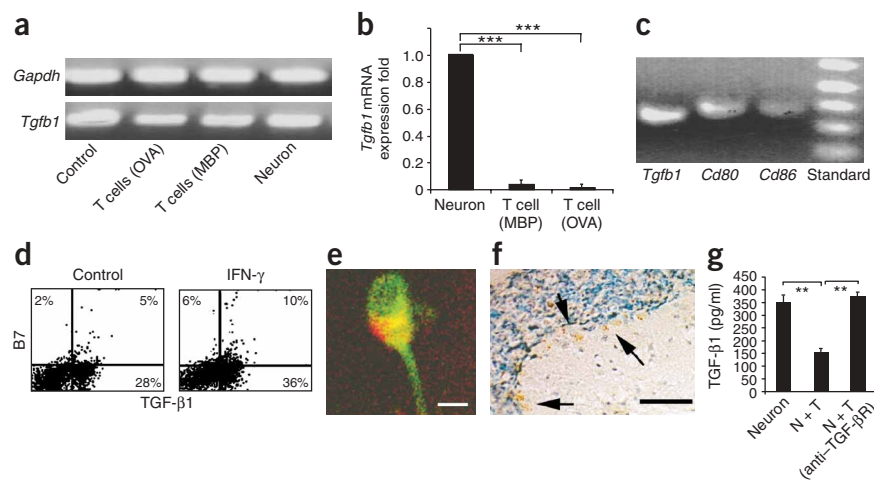 a
Gapdh
Tgfb1
Control
T cells (OVA)
T cells (MBP)
Neuron
b
***
***
Tgfb1 mRNA
expression fold
1.0
0.8
0.6
0.4
0.2
0
Neuron
T cell
(MBP)
T cell
(OVA)
c
Tgfb1 Cd80 Cd86 Standard
d
Control
IFN-γ
2% 5%
28%
6% 10%
36%
B7
TGF-β1
e
f
g
** **
TGF-β1 (pg/ml)
450
400
350
300
250
200
150
100
50
0
Neuron
N + T
N + T
(anti–TGF-βR)